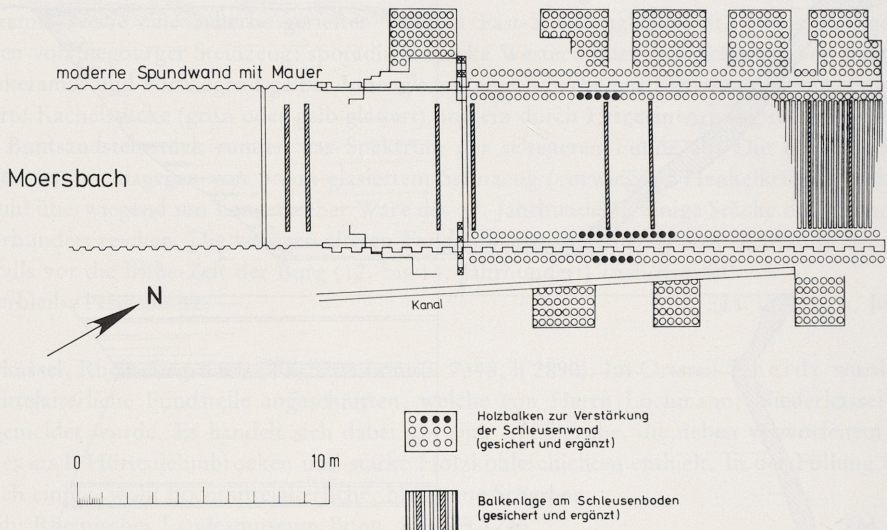 moderne Spundwand mit Mauer
Moersbach
N
Kanal
Holzbalken zur Verstärkung
der Schleusenwand
(gesichert und ergänzt)
0 10 m
Balkenlage am Schleusenboden
(gesichert und ergänzt)